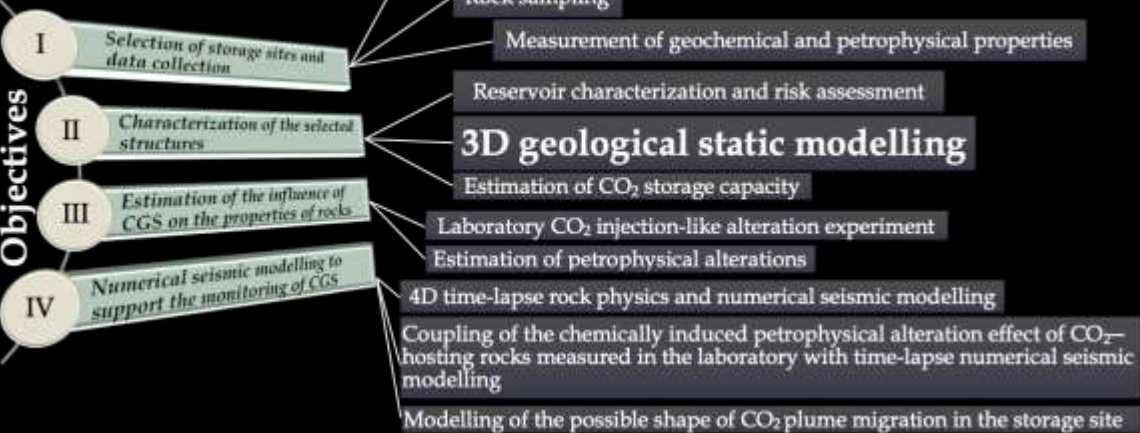 Objectives
I
Selection of storage sites and
data collection
Rock sampling
Measurement of geochemical and petrophysical properties
II
Characterization of the selected
structures
Reservoir characterization and risk assessment
3D geological static modelling
Estimation of CO₂ storage capacity
III
Estimation of the influence of
CGS on the properties of rocks
Laboratory CO₂ injection-like alteration experiment
Estimation of petrophysical alterations
IV
Numerical seismic modelling to
support the monitoring of CGS
4D time-lapse rock physics and numerical seismic modelling
Coupling of the chemically induced petrophysical alteration effect of CO₂–
hosting rocks measured in the laboratory with time-lapse numerical seismic
modelling
Modelling of the possible shape of CO₂ plume migration in the storage site